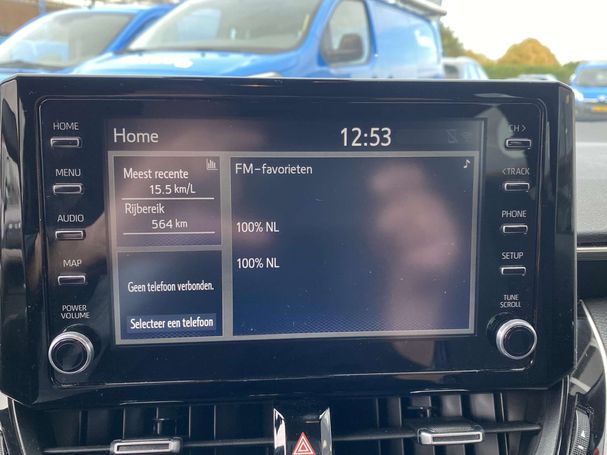 Home
12:53
Meest recente
15.5 km/L
Rijbereik
564 km
Geen telefoon verbonden.
Selecteer een telefoon
FM-favorieten
100% NL
100% NL
HOME
MENU
AUDIO
MAP
POWER
VOLUME
CH >
< TRACK
PHONE
SETUP
TUNE
SCROLL